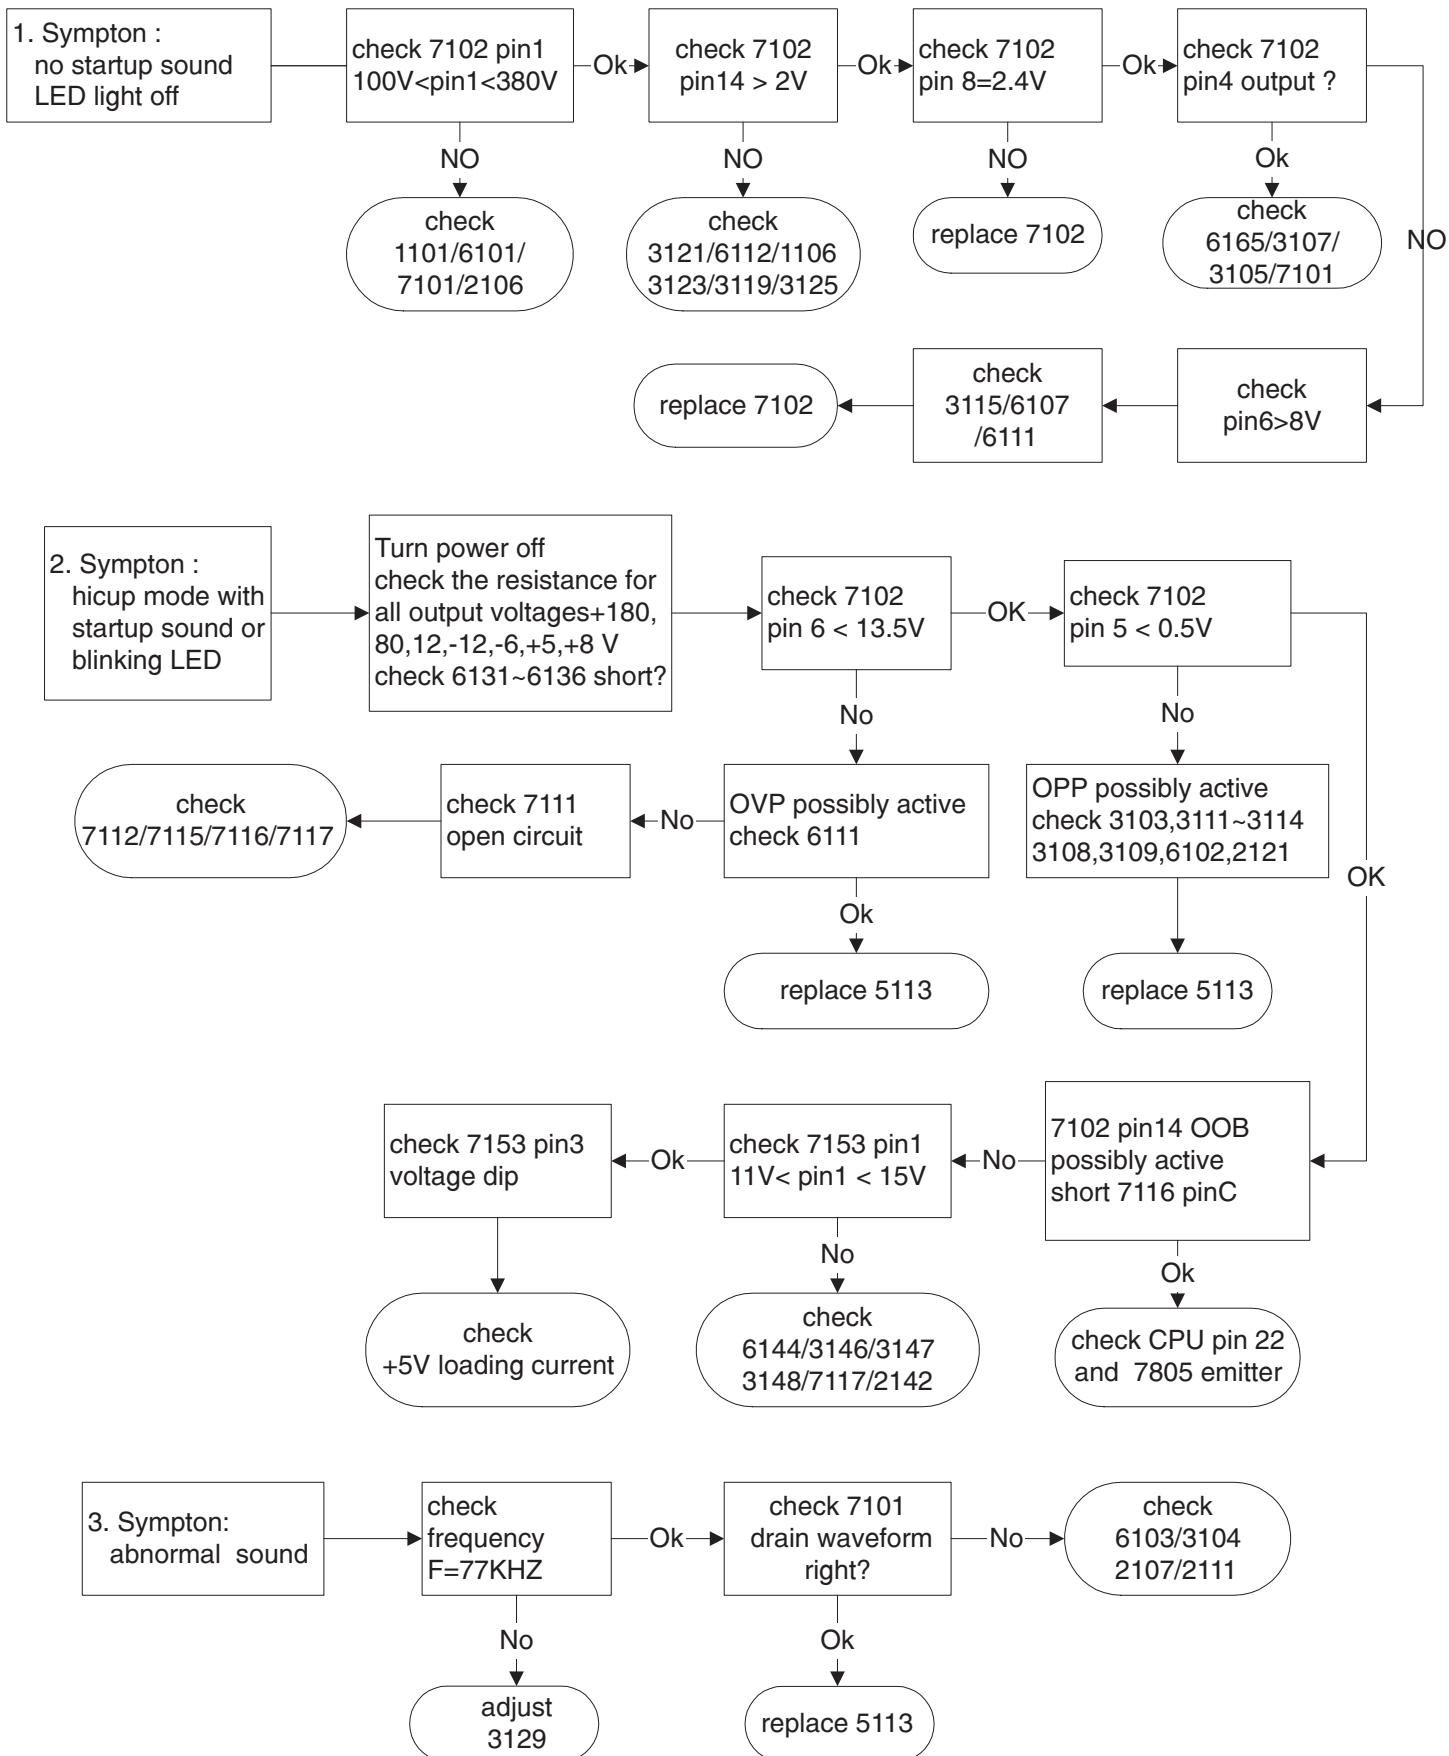 1. Sympton :
no startup sound
LED light off
check 7102 pin1
100V<pin1<380V
Ok
check 7102
pin14 > 2V
Ok
check 7102
pin 8=2.4V
Ok
check 7102
pin4 output ?
NO
NO
NO
Ok
NO
check
1101/6101/
7101/2106
check
3121/6112/1106
3123/3119/3125
replace 7102
check
6165/3107/
3105/7101
replace 7102
check
3115/6107
/6111
check
pin6>8V
2. Sympton :
hicup mode with
startup sound or
blinking LED
Turn power off
check the resistance for
all output voltages+180,
80,12,-12,-6,+5,+8 V
check 6131~6136 short?
check 7102
pin 6 < 13.5V
OK
check 7102
pin 5 < 0.5V
No
No
OK
check
7112/7115/7116/7117
check 7111
open circuit
No
OVP possibly active
check 6111
OPP possibly active
check 3103,3111~3114
3108,3109,6102,2121
Ok
replace 5113
replace 5113
check 7153 pin3
voltage dip
Ok
check 7153 pin1
11V< pin1 < 15V
No
7102 pin14 OOB
possibly active
short 7116 pinC
No
Ok
check
+5V loading current
check
6144/3146/3147
3148/7117/2142
check CPU pin 22
and 7805 emitter
3. Sympton:
abnormal sound
check
frequency
F=77KHZ
Ok
check 7101
drain waveform
right?
No
check
6103/3104
2107/2111
No
Ok
adjust
3129
replace 5113